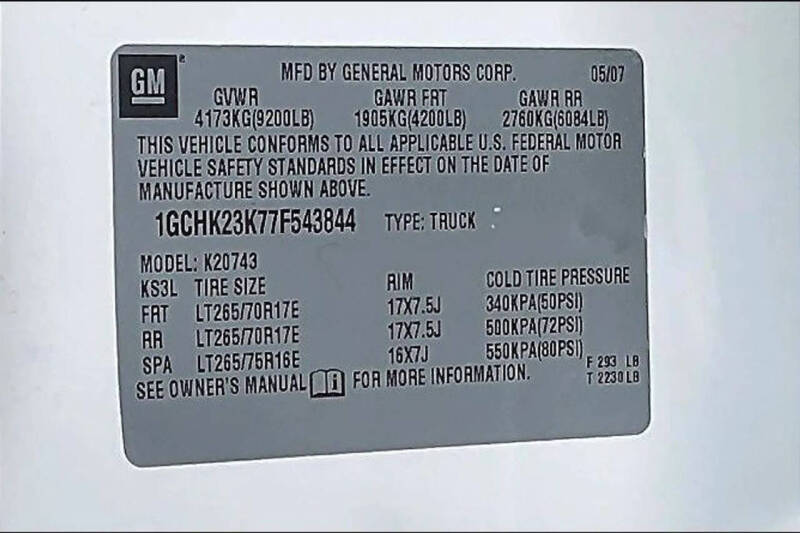 GM
MFD BY GENERAL MOTORS CORP. 05/07
GVWR GAWR FRT GAWR RR
4173KG(9200LB) 1905KG(4200LB) 2760KG(6084LB)
THIS VEHICLE CONFORMS TO ALL APPLICABLE U.S. FEDERAL MOTOR
VEHICLE SAFETY STANDARDS IN EFFECT ON THE DATE OF
MANUFACTURE SHOWN ABOVE.
1GCHK23K77F543844 TYPE: TRUCK
MODEL: K20743
KS3L TIRE SIZE RIM COLD TIRE PRESSURE
FRT LT265/70R17E 17X7.5J 340KPA(50PSI)
RR LT265/70R17E 17X7.5J 500KPA(72PSI)
SPA LT265/75R16E 16X7J 550KPA(80PSI) F 293 LB
SEE OWNER'S MANUAL FOR MORE INFORMATION. T 2230 LB